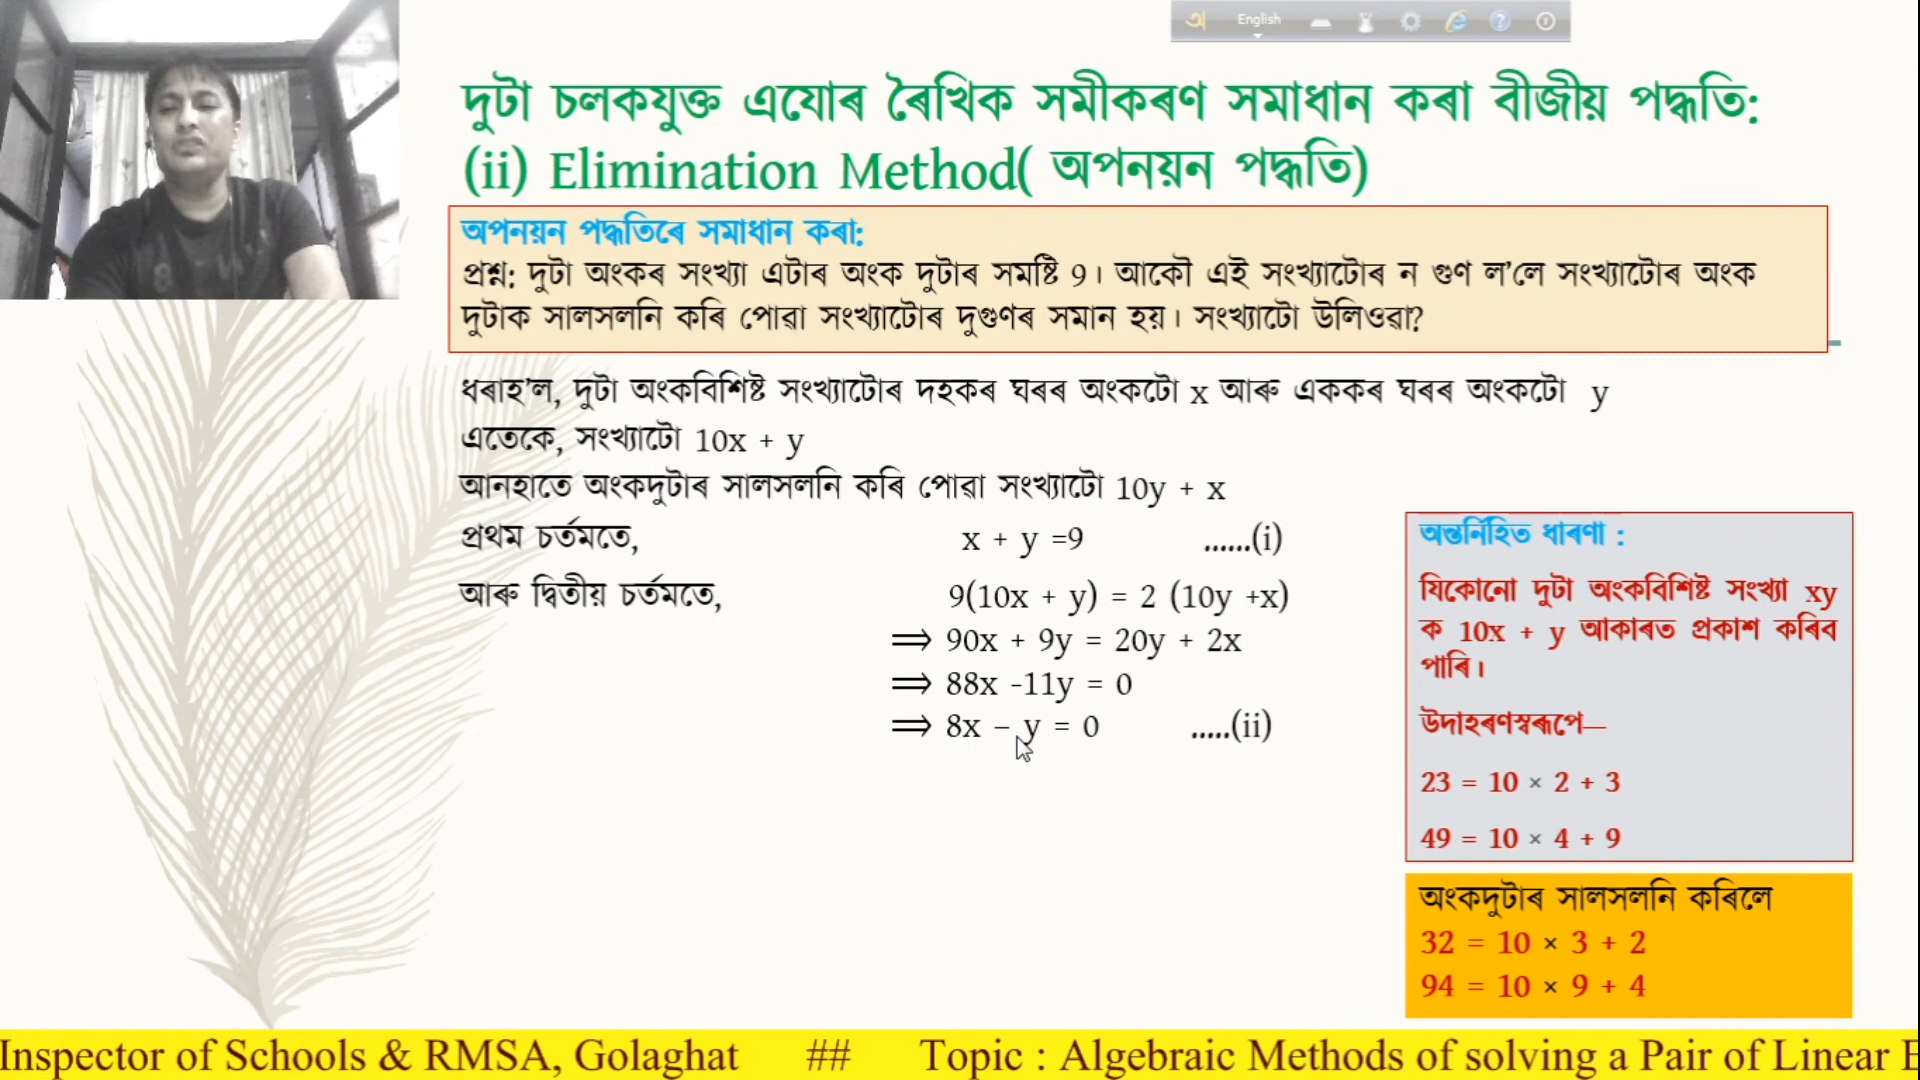 অ English
দুটা চলকযুক্ত এযোৰ ৰৈখিক সমীকৰণ সমাধান কৰা বীজীয় পদ্ধতি:
(ii) Elimination Method( অপনয়ন পদ্ধতি)
অপনয়ন পদ্ধতিৰে সমাধান কৰা:
প্ৰশ্ন: দুটা অংকৰ সংখ্যা এটাৰ অংক দুটাৰ সমষ্টি 9। আকৌ এই সংখ্যাটোৰ ন গুণ ল’লে সংখ্যাটোৰ অংক
দুটাক সালসলনি কৰি পোৱা সংখ্যাটোৰ দুগুণৰ সমান হয়। সংখ্যাটো উলিওৱা?
ধৰাহ’ল, দুটা অংকবিশিষ্ট সংখ্যাটোৰ দহকৰ ঘৰৰ অংকটো x আৰু এককৰ ঘৰৰ অংকটো y
এতেকে, সংখ্যাটো 10x + y
আনহাতে অংকদুটাৰ সালসলনি কৰি পোৱা সংখ্যাটো 10y + x
প্ৰথম চৰ্তমতে, x + y =9 ......(i)
আৰু দ্বিতীয় চৰ্তমতে, 9(10x + y) = 2 (10y +x)
⟹ 90x + 9y = 20y + 2x
⟹ 88x -11y = 0
⟹ 8x – y = 0 .....(ii)
অন্তৰ্নিহিত ধাৰণা :
যিকোনো দুটা অংকবিশিষ্ট সংখ্যা xy
ক 10x + y আকাৰত প্ৰকাশ কৰিব
পাৰি।
উদাহৰণস্বৰূপে—
23 = 10 × 2 + 3
49 = 10 × 4 + 9
অংকদুটাৰ সালসলনি কৰিলে
32 = 10 × 3 + 2
94 = 10 × 9 + 4
Inspector of Schools & RMSA, Golaghat ## Topic : Algebraic Methods of solving a Pair of Linear E